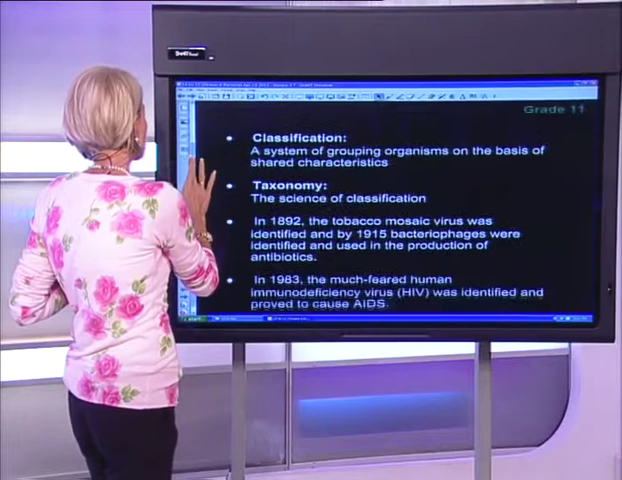 Grade 11
• Classification:
A system of grouping organisms on the basis of
shared characteristics
• Taxonomy:
The science of classification
• In 1892, the tobacco mosaic virus was
identified and by 1915 bacteriophages were
identified and used in the production of
antibiotics.
• In 1983, the much-feared human
immunodeficiency virus (HIV) was identified and
proved to cause AIDS.
start